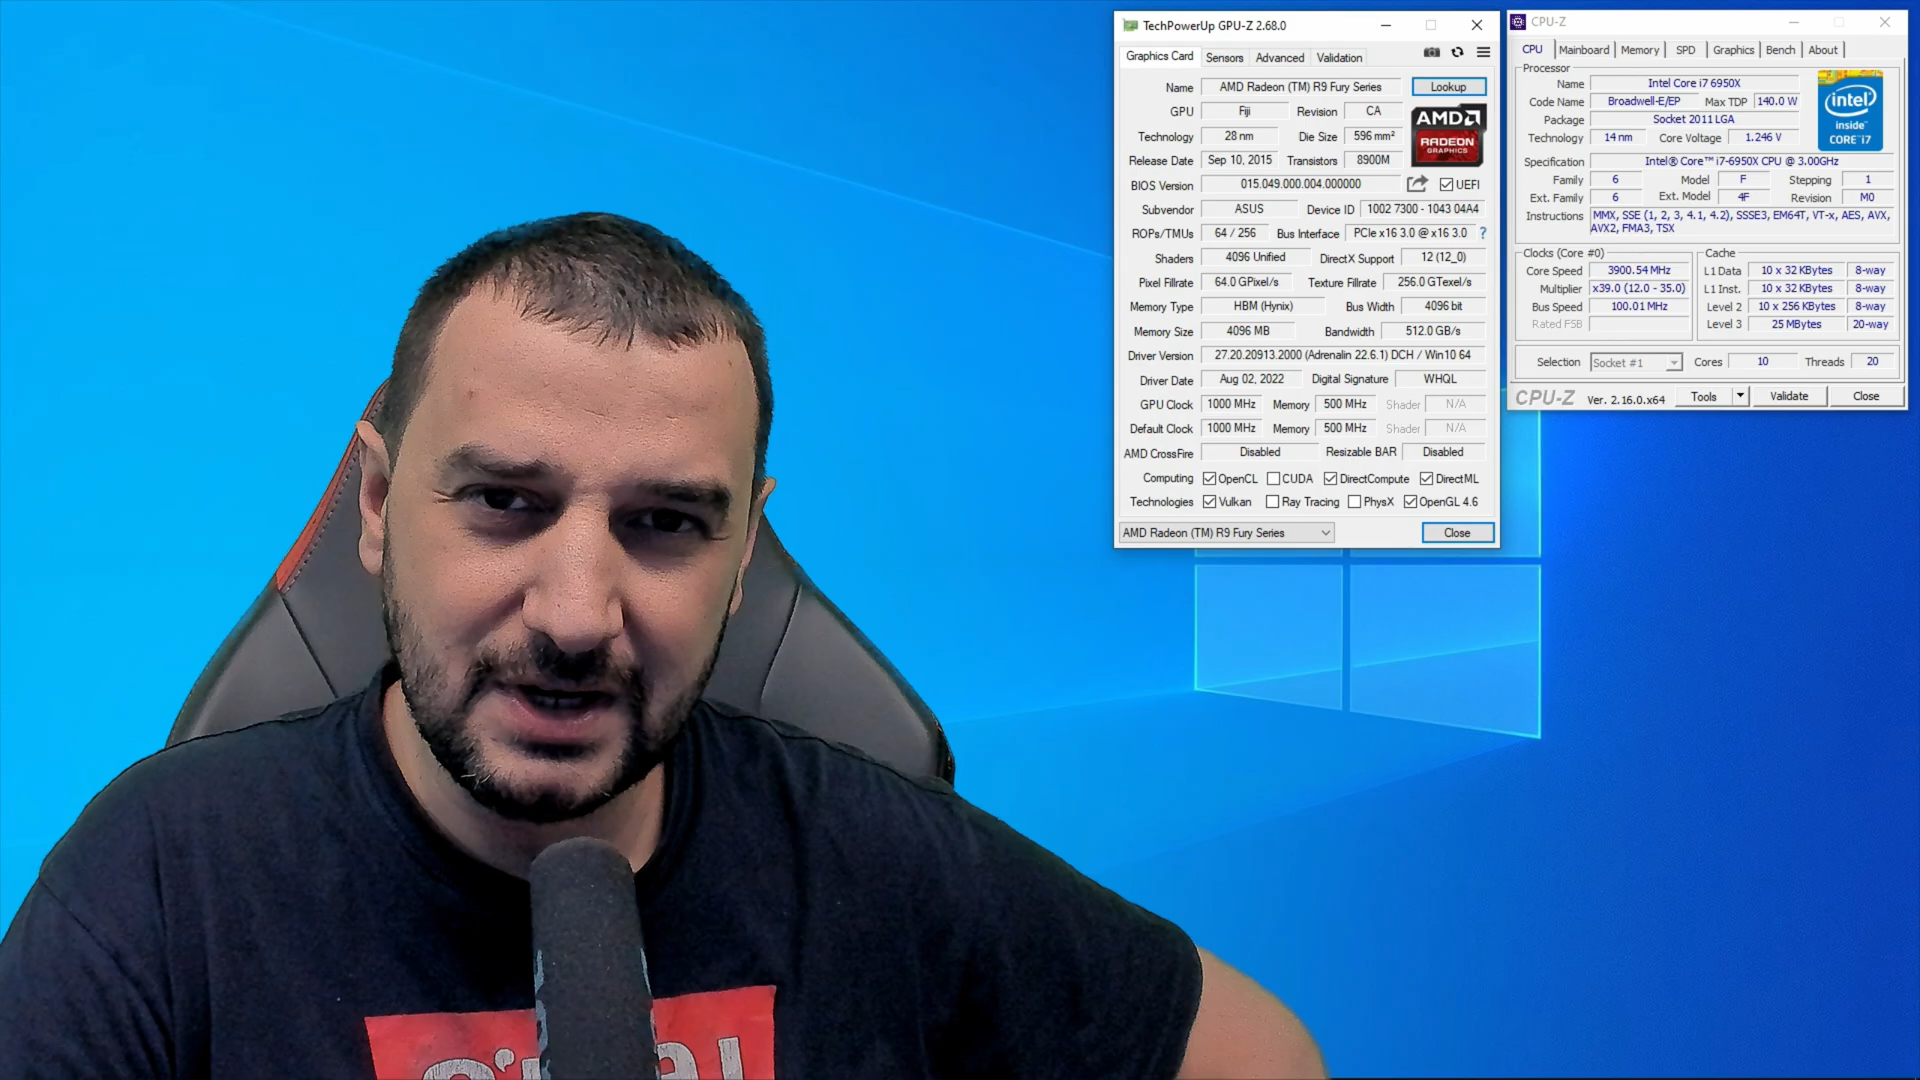 TechPowerUp GPU-Z 2.68.0
Graphics Card Sensors Advanced Validation
Name AMD Radeon (TM) R9 Fury Series Lookup
GPU Fiji Revision CA
AMD RADEON GRAPHICS
Technology 28 nm Die Size 596 mm²
Release Date Sep 10, 2015 Transistors 8900M
BIOS Version 015.049.000.004.000000 UEFI
Subvendor ASUS Device ID 1002 7300 - 1043 04A4
ROPs/TMUs 64 / 256 Bus Interface PCIe x16 3.0 @ x16 3.0 ?
Shaders 4096 Unified DirectX Support 12 (12_0)
Pixel Fillrate 64.0 GPixel/s Texture Fillrate 256.0 GTexel/s
Memory Type HBM (Hynix) Bus Width 4096 bit
Memory Size 4096 MB Bandwidth 512.0 GB/s
Driver Version 27.20.20913.2000 (Adrenalin 22.6.1) DCH / Win10 64
Driver Date Aug 02, 2022 Digital Signature WHQL
GPU Clock 1000 MHz Memory 500 MHz Shader N/A
Default Clock 1000 MHz Memory 500 MHz Shader N/A
AMD CrossFire Disabled Resizable BAR Disabled
Computing OpenCL CUDA DirectCompute DirectML
Technologies Vulkan Ray Tracing PhysX OpenGL 4.6
AMD Radeon (TM) R9 Fury Series Close
CPU-Z
CPU Mainboard Memory SPD Graphics Bench About
Processor
Name Intel Core i7 6950X
Code Name Broadwell-E/EP Max TDP 140.0 W
Package Socket 2011 LGA
Technology 14 nm Core Voltage 1.246 V
intel inside™ CORE™i7
Specification Intel® Core™ i7-6950X CPU @ 3.00GHz
Family 6 Model F Stepping 1
Ext. Family 6 Ext. Model 4F Revision M0
Instructions MMX, SSE (1, 2, 3, 4.1, 4.2), SSSE3, EM64T, VT-x, AES, AVX,
AVX2, FMA3, TSX
Clocks (Core #0) Cache
Core Speed 3900.54 MHz L1 Data 10 x 32 KBytes 8-way
Multiplier x39.0 (12.0 - 35.0) L1 Inst. 10 x 32 KBytes 8-way
Bus Speed 100.01 MHz Level 2 10 x 256 KBytes 8-way
Rated FSB Level 3 25 MBytes 20-way
Selection Socket #1 Cores 10 Threads 20
CPU-Z Ver. 2.16.0.x64 Tools Validate Close